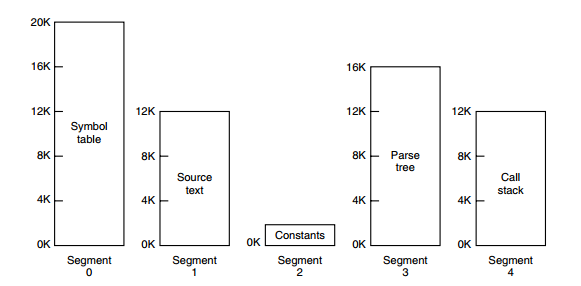 20K
16K
12K
8K
4K
0K
Symbol
table
Segment
0
12K
8K
4K
0K
Source
text
Segment
1
0K
Constants
Segment
2
16K
12K
8K
4K
0K
Parse
tree
Segment
3
12K
8K
4K
0K
Call
stack
Segment
4